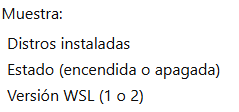 Muestra:
Distros instaladas
Estado (encendida o apagada)
Versión WSL (1 o 2)